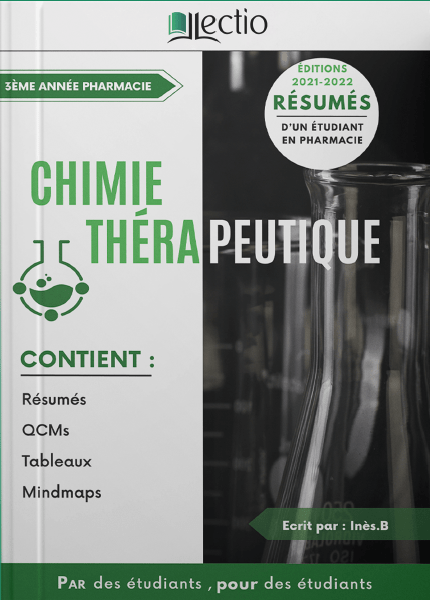 Llectio
3ÈME ANNÉE PHARMACIE
ÉDITIONS
2021-2022
RÉSUMÉS
D'UN ÉTUDIANT
EN PHARMACIE
CHIMIE
THÉRAPEUTIQUE
CONTIENT :
Résumés
QCMs
Tableaux
Mindmaps
Ecrit par : Inès.B
PAR des étudiants , pour des étudiants